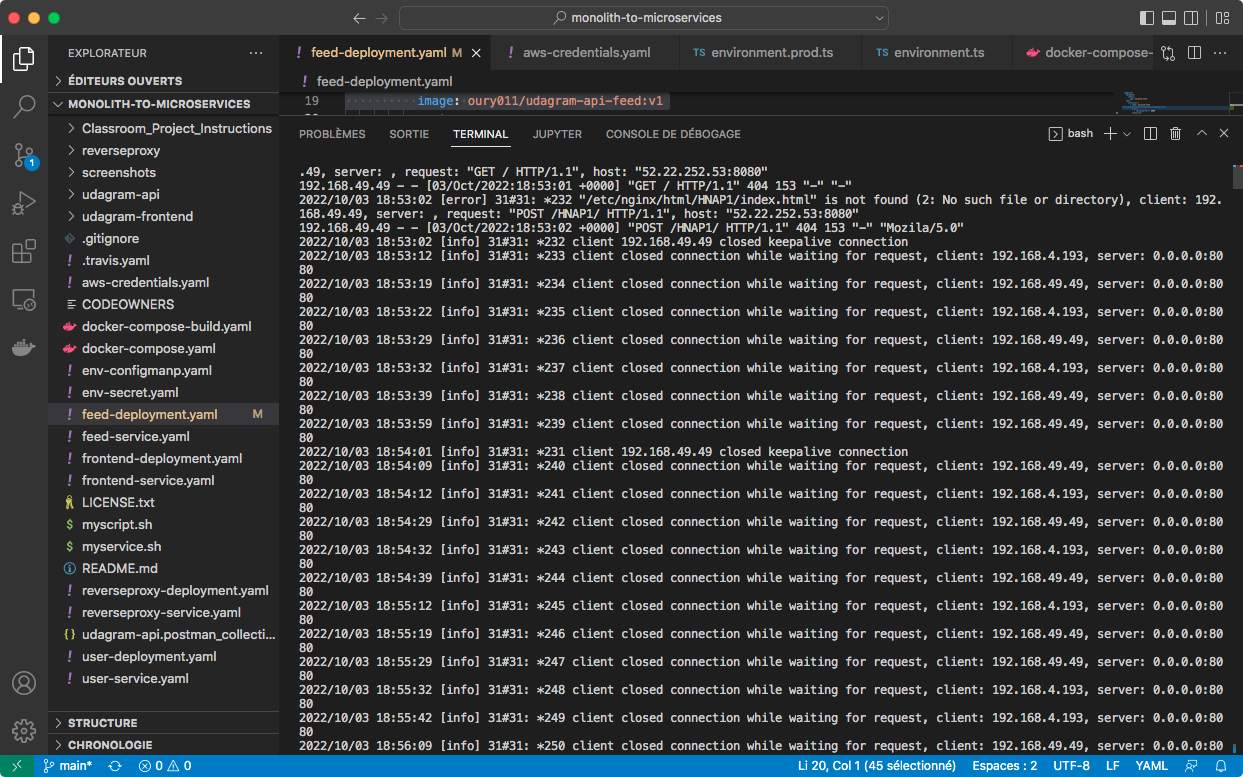 monolith-to-microservices
EXPLORATEUR
ÉDITEURS OUVERTS
MONOLITH-TO-MICROSERVICES
Classroom_Project_Instructions
reverseproxy
screenshots
udagram-api
udagram-frontend
.gitignore
.travis.yaml
aws-credentials.yaml
CODEOWNERS
docker-compose-build.yaml
docker-compose.yaml
env-configmanp.yaml
env-secret.yaml
feed-deployment.yaml M
feed-service.yaml
frontend-deployment.yaml
frontend-service.yaml
LICENSE.txt
myscript.sh
myservice.sh
README.md
reverseproxy-deployment.yaml
reverseproxy-service.yaml
udagram-api.postman_collecti...
user-deployment.yaml
user-service.yaml
STRUCTURE
CHRONOLOGIE
feed-deployment.yaml M
aws-credentials.yaml
TS environment.prod.ts
TS environment.ts
docker-compose-
feed-deployment.yaml
19 image: oury011/udagram-api-feed:v1
PROBLÈMES SORTIE TERMINAL JUPYTER CONSOLE DE DÉBOGAGE
bash
.49, server: , request: "GET / HTTP/1.1", host: "52.22.252.53:8080"
192.168.49.49 - - [03/Oct/2022:18:53:01 +0000] "GET / HTTP/1.1" 404 153 "-" "-"
2022/10/03 18:53:02 [error] 31#31: *232 "/etc/nginx/html/HNAP1/index.html" is not found (2: No such file or directory), client: 192.
168.49.49, server: , request: "POST /HNAP1/ HTTP/1.1", host: "52.22.252.53:8080"
192.168.49.49 - - [03/Oct/2022:18:53:02 +0000] "POST /HNAP1/ HTTP/1.1" 404 153 "-" "Mozila/5.0"
2022/10/03 18:53:02 [info] 31#31: *232 client 192.168.49.49 closed keepalive connection
2022/10/03 18:53:12 [info] 31#31: *233 client closed connection while waiting for request, client: 192.168.4.193, server: 0.0.0.0:80
80
2022/10/03 18:53:19 [info] 31#31: *234 client closed connection while waiting for request, client: 192.168.49.49, server: 0.0.0.0:80
80
2022/10/03 18:53:22 [info] 31#31: *235 client closed connection while waiting for request, client: 192.168.4.193, server: 0.0.0.0:80
80
2022/10/03 18:53:29 [info] 31#31: *236 client closed connection while waiting for request, client: 192.168.49.49, server: 0.0.0.0:80
80
2022/10/03 18:53:32 [info] 31#31: *237 client closed connection while waiting for request, client: 192.168.4.193, server: 0.0.0.0:80
80
2022/10/03 18:53:39 [info] 31#31: *238 client closed connection while waiting for request, client: 192.168.49.49, server: 0.0.0.0:80
80
2022/10/03 18:53:59 [info] 31#31: *239 client closed connection while waiting for request, client: 192.168.49.49, server: 0.0.0.0:80
80
2022/10/03 18:54:01 [info] 31#31: *231 client 192.168.49.49 closed keepalive connection
2022/10/03 18:54:09 [info] 31#31: *240 client closed connection while waiting for request, client: 192.168.49.49, server: 0.0.0.0:80
80
2022/10/03 18:54:12 [info] 31#31: *241 client closed connection while waiting for request, client: 192.168.4.193, server: 0.0.0.0:80
80
2022/10/03 18:54:29 [info] 31#31: *242 client closed connection while waiting for request, client: 192.168.49.49, server: 0.0.0.0:80
80
2022/10/03 18:54:32 [info] 31#31: *243 client closed connection while waiting for request, client: 192.168.4.193, server: 0.0.0.0:80
80
2022/10/03 18:54:39 [info] 31#31: *244 client closed connection while waiting for request, client: 192.168.49.49, server: 0.0.0.0:80
80
2022/10/03 18:55:12 [info] 31#31: *245 client closed connection while waiting for request, client: 192.168.4.193, server: 0.0.0.0:80
80
2022/10/03 18:55:19 [info] 31#31: *246 client closed connection while waiting for request, client: 192.168.49.49, server: 0.0.0.0:80
80
2022/10/03 18:55:29 [info] 31#31: *247 client closed connection while waiting for request, client: 192.168.49.49, server: 0.0.0.0:80
80
2022/10/03 18:55:32 [info] 31#31: *248 client closed connection while waiting for request, client: 192.168.4.193, server: 0.0.0.0:80
80
2022/10/03 18:55:42 [info] 31#31: *249 client closed connection while waiting for request, client: 192.168.4.193, server: 0.0.0.0:80
80
2022/10/03 18:56:09 [info] 31#31: *250 client closed connection while waiting for request, client: 192.168.49.49, server: 0.0.0.0:80
main* 0 0 Li 20, Col 1 (45 sélectionné) Espaces : 2 UTF-8 LF YAML